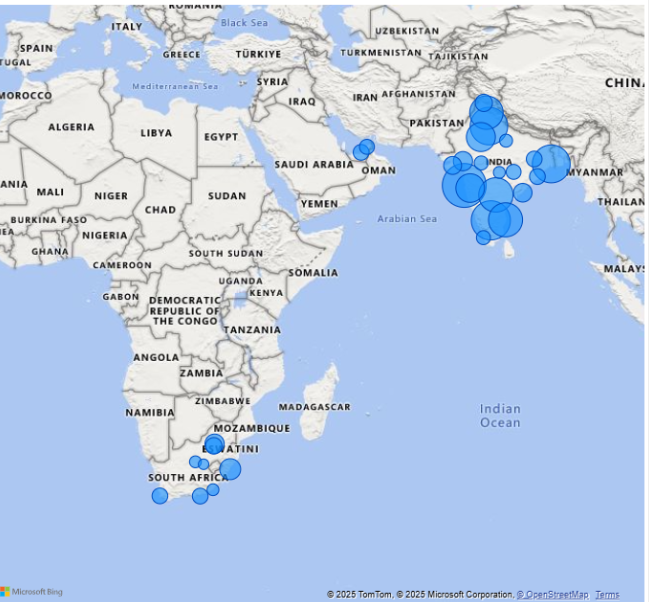 ROMANIA
Black Sea
ITALY
UZBEKISTAN
SPAIN
GREECE
TÜRKIYE
TURKMENISTAN
TAJIKISTAN
TUGAL
Mediterranean Sea
SYRIA
CHIN
MOROCCO
IRAQ
IRAN
AFGHANISTAN
ALGERIA
LIBYA
EGYPT
PAKISTAN
SAUDI ARABIA
OMAN
NDIA
MYANMAR
ANIA
MALI
NIGER
SUDAN
CHAD
YEMEN
THAILAN
BURKINA FASO
Arabian Sea
NEA
GHANA
NIGERIA
SOUTH SUDAN
CAMEROON
SOMALIA
MALAYS
UGANDA
GABON
KENYA
DEMOCRATIC
REPUBLIC OF
THE CONGO
TANZANIA
ANGOLA
ZAMBIA
ZIMBABWE
NAMIBIA
MADAGASCAR
Indian
Ocean
MOZAMBIQUE
ESWATINI
SOUTH AFRICA
Microsoft Bing
© 2025 TomTom, © 2025 Microsoft Corporation, © OpenStreetMap Terms